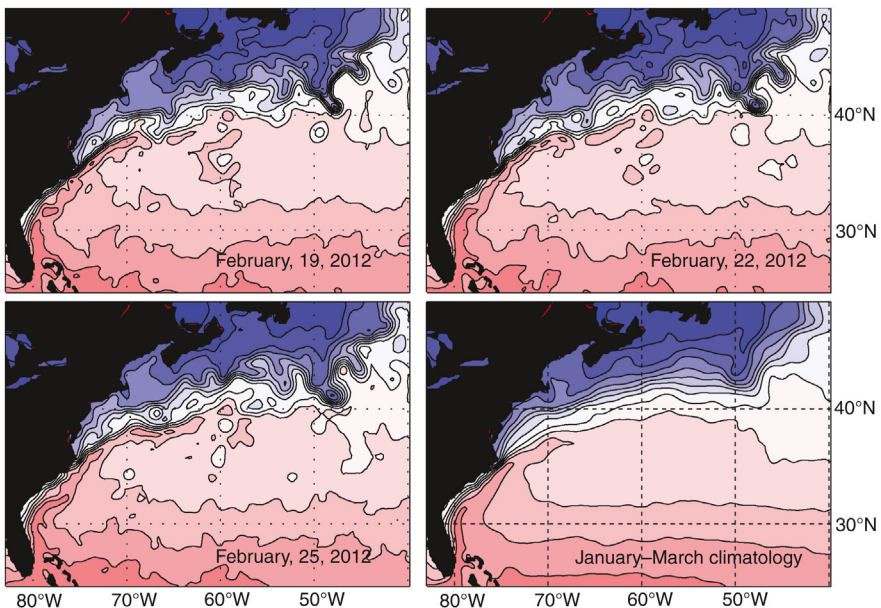 40°N
30°N
February, 19, 2012
February, 22, 2012
40°N
30°N
February, 25, 2012
January–March climatology
80°W 70°W 60°W 50°W 80°W 70°W 60°W 50°W